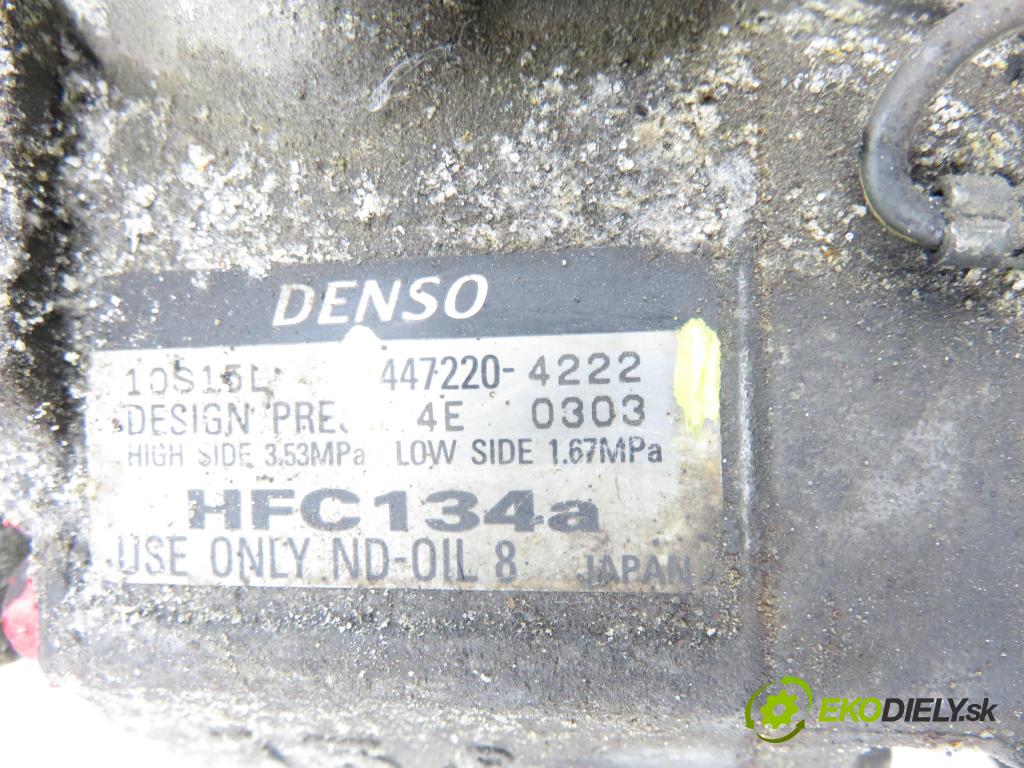 DENSO
10S15L 447220-4222
DESIGN 4E 0303
HIGH SIDE 3.53MPa LOW SIDE 1.67MPa
HFC134a
USE ONLY ND-OIL 8 JAPAN
EKODIELY.sk